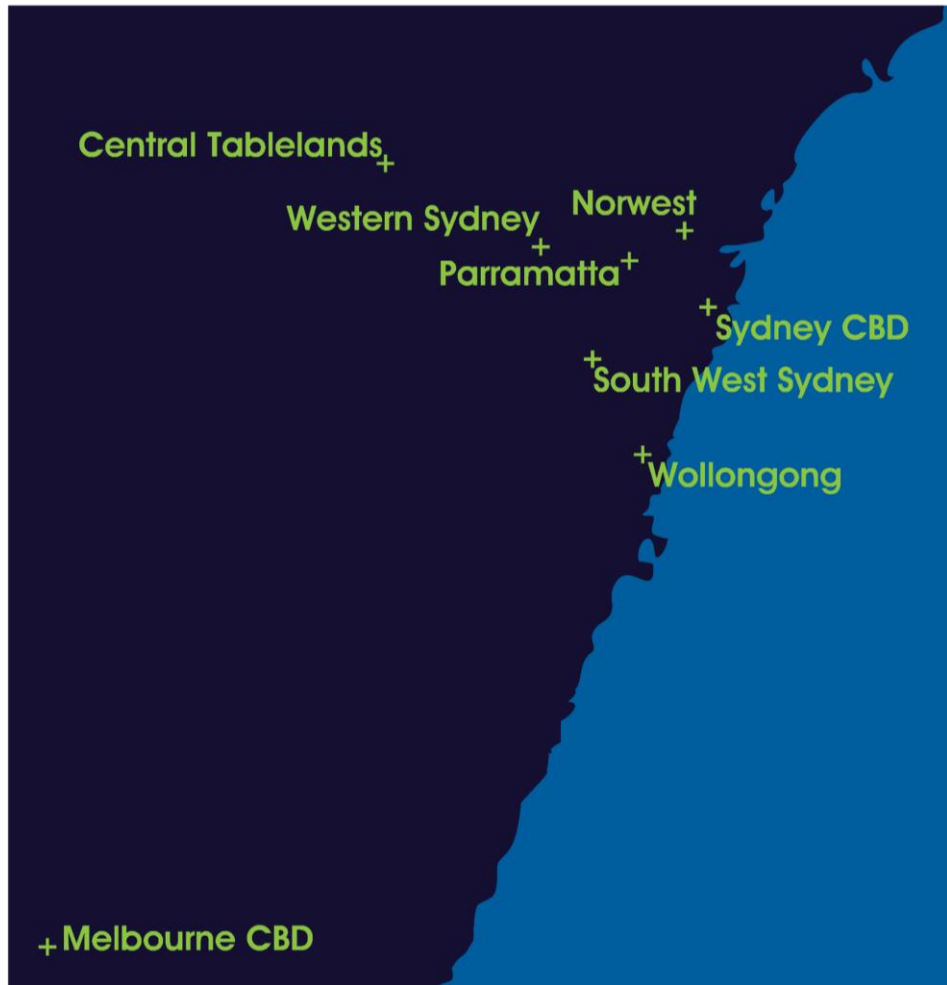 Central Tablelands
Norwest
Western Sydney
Parramatta
Sydney CBD
South West Sydney
Wollongong
Melbourne CBD